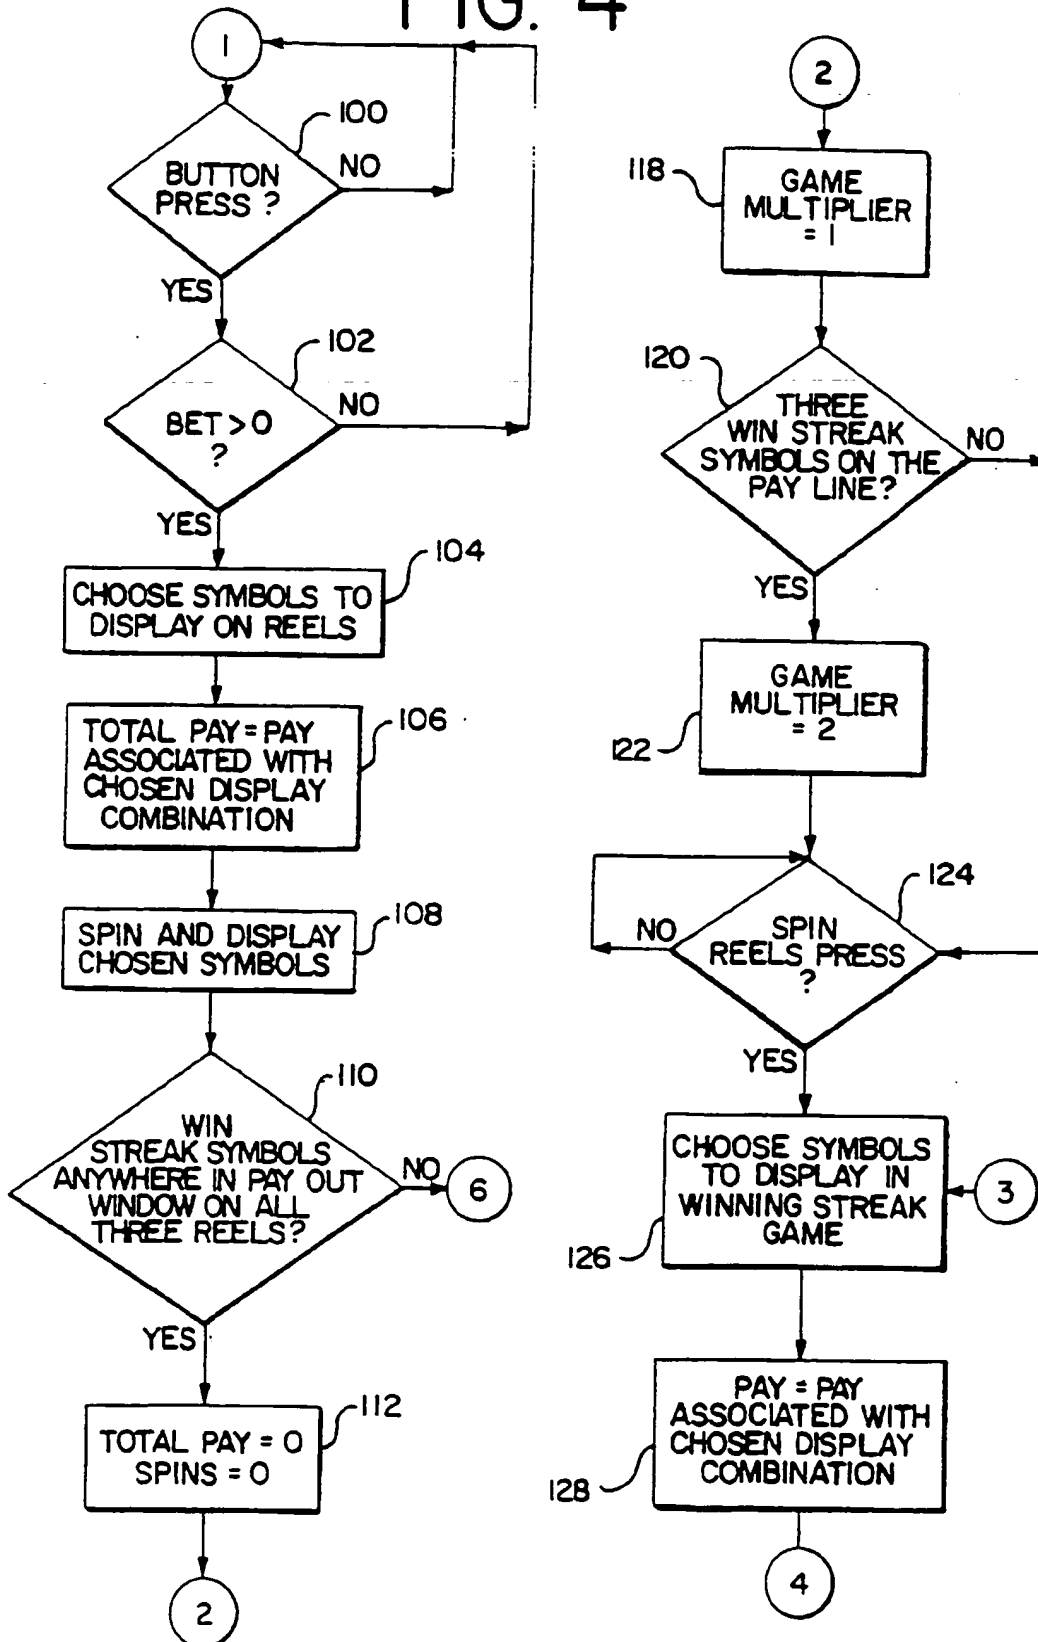 FIG. 4
1
100
BUTTON
PRESS ?
NO
YES
102
BET > 0
?
NO
YES
104
CHOOSE SYMBOLS TO
DISPLAY ON REELS
106
TOTAL PAY = PAY
ASSOCIATED WITH
CHOSEN DISPLAY
COMBINATION
108
SPIN AND DISPLAY
CHOSEN SYMBOLS
110
WIN
STREAK SYMBOLS
ANYWHERE IN PAY OUT
WINDOW ON ALL
THREE REELS?
NO
6
YES
112
TOTAL PAY = 0
SPINS = 0
2
2
118
GAME
MULTIPLIER
= 1
120
THREE
WIN STREAK
SYMBOLS ON THE
PAY LINE?
NO
YES
GAME
MULTIPLIER
= 2
122
124
SPIN
REELS PRESS
?
NO
YES
CHOOSE SYMBOLS
TO DISPLAY IN
WINNING STREAK
GAME
3
126
PAY = PAY
ASSOCIATED WITH
CHOSEN DISPLAY
COMBINATION
128
4